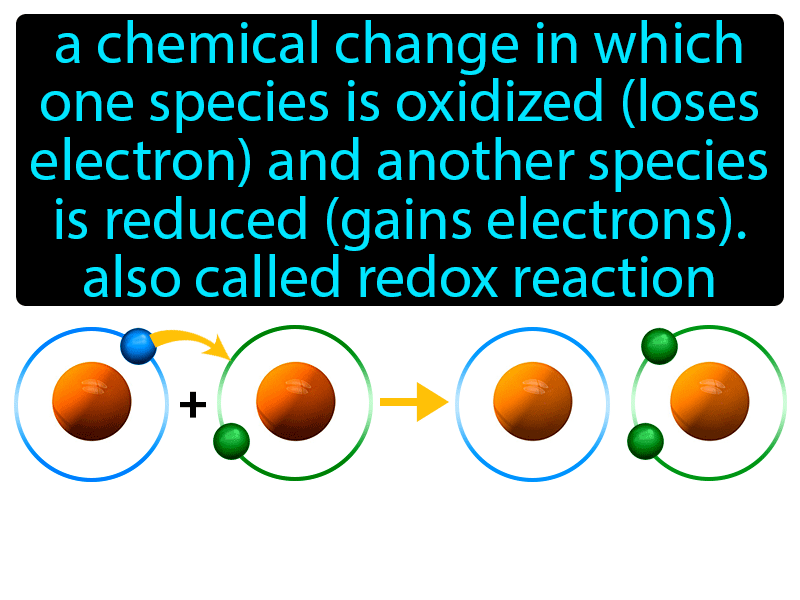 a chemical change in which
one species is oxidized (loses
electron) and another species
is reduced (gains electrons).
also called redox reaction
+